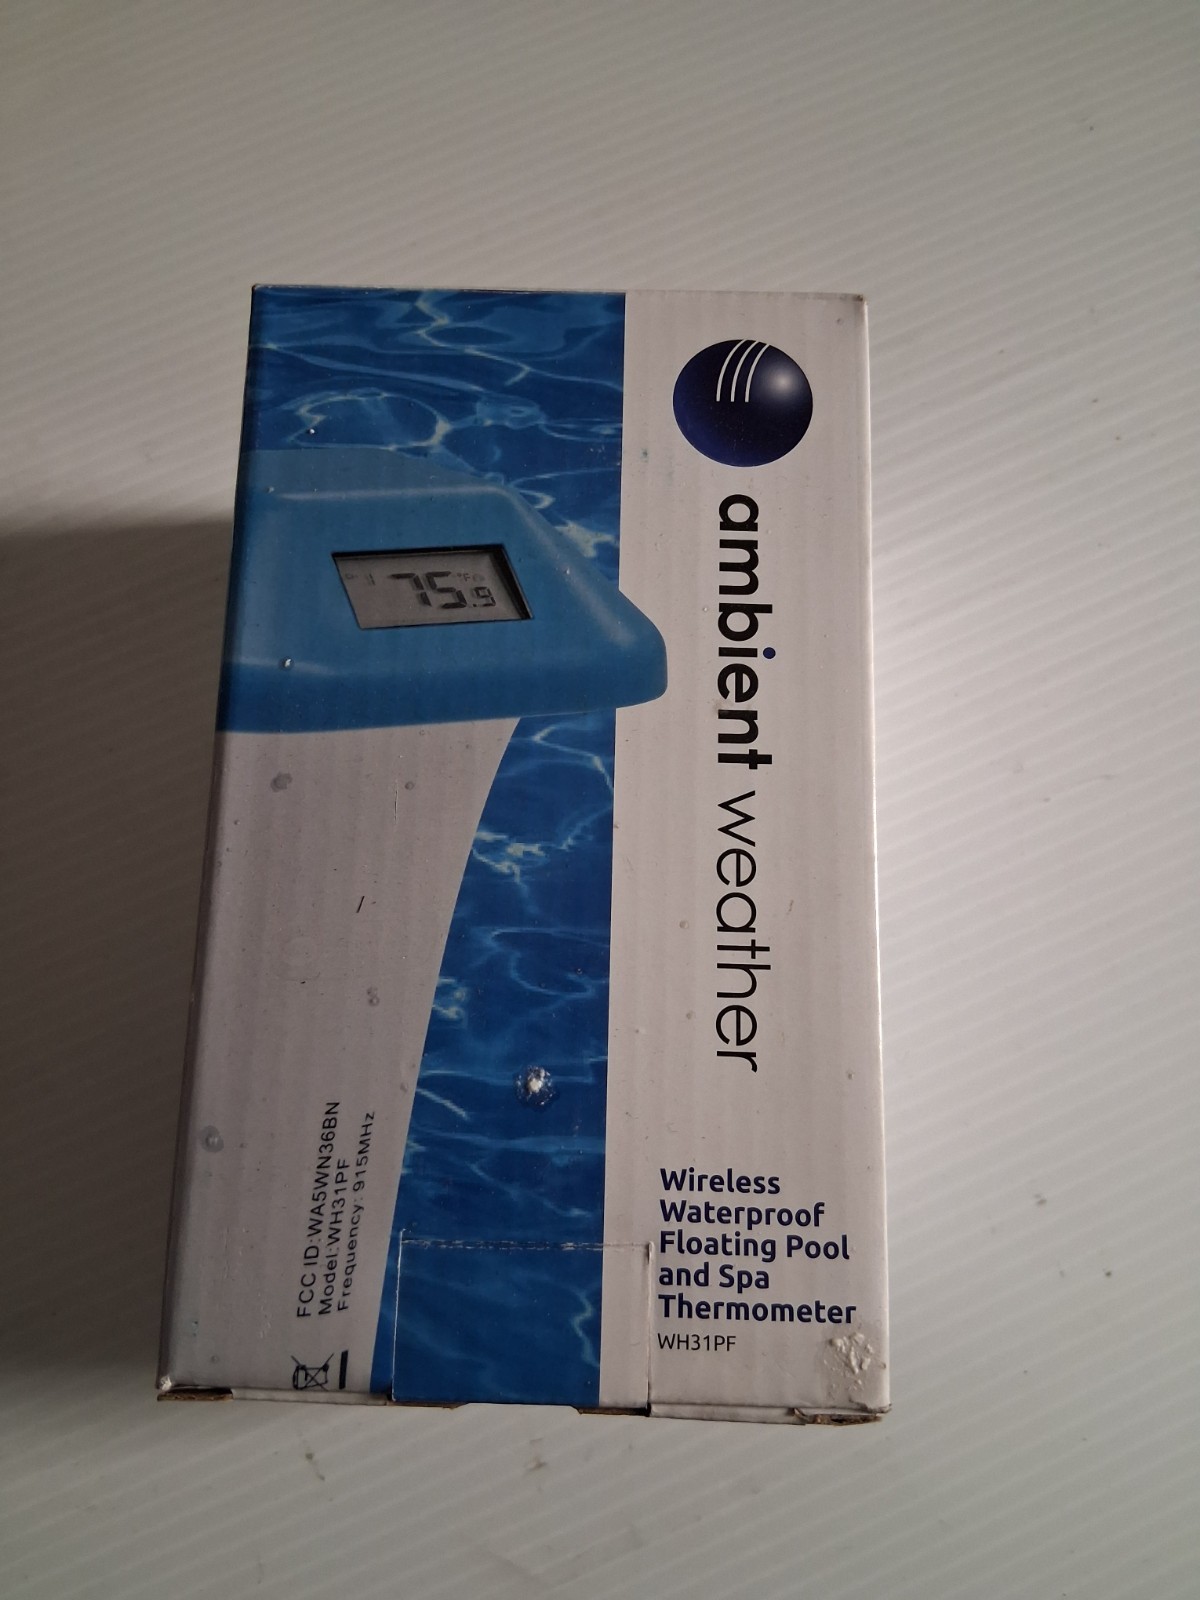 ambient weather
Wireless
Waterproof
Floating Pool
and Spa
Thermometer
WH31PF
75.9
°F
FCC ID:WA5WN36BN
Model:WH31PF
Frequency: 915MHz